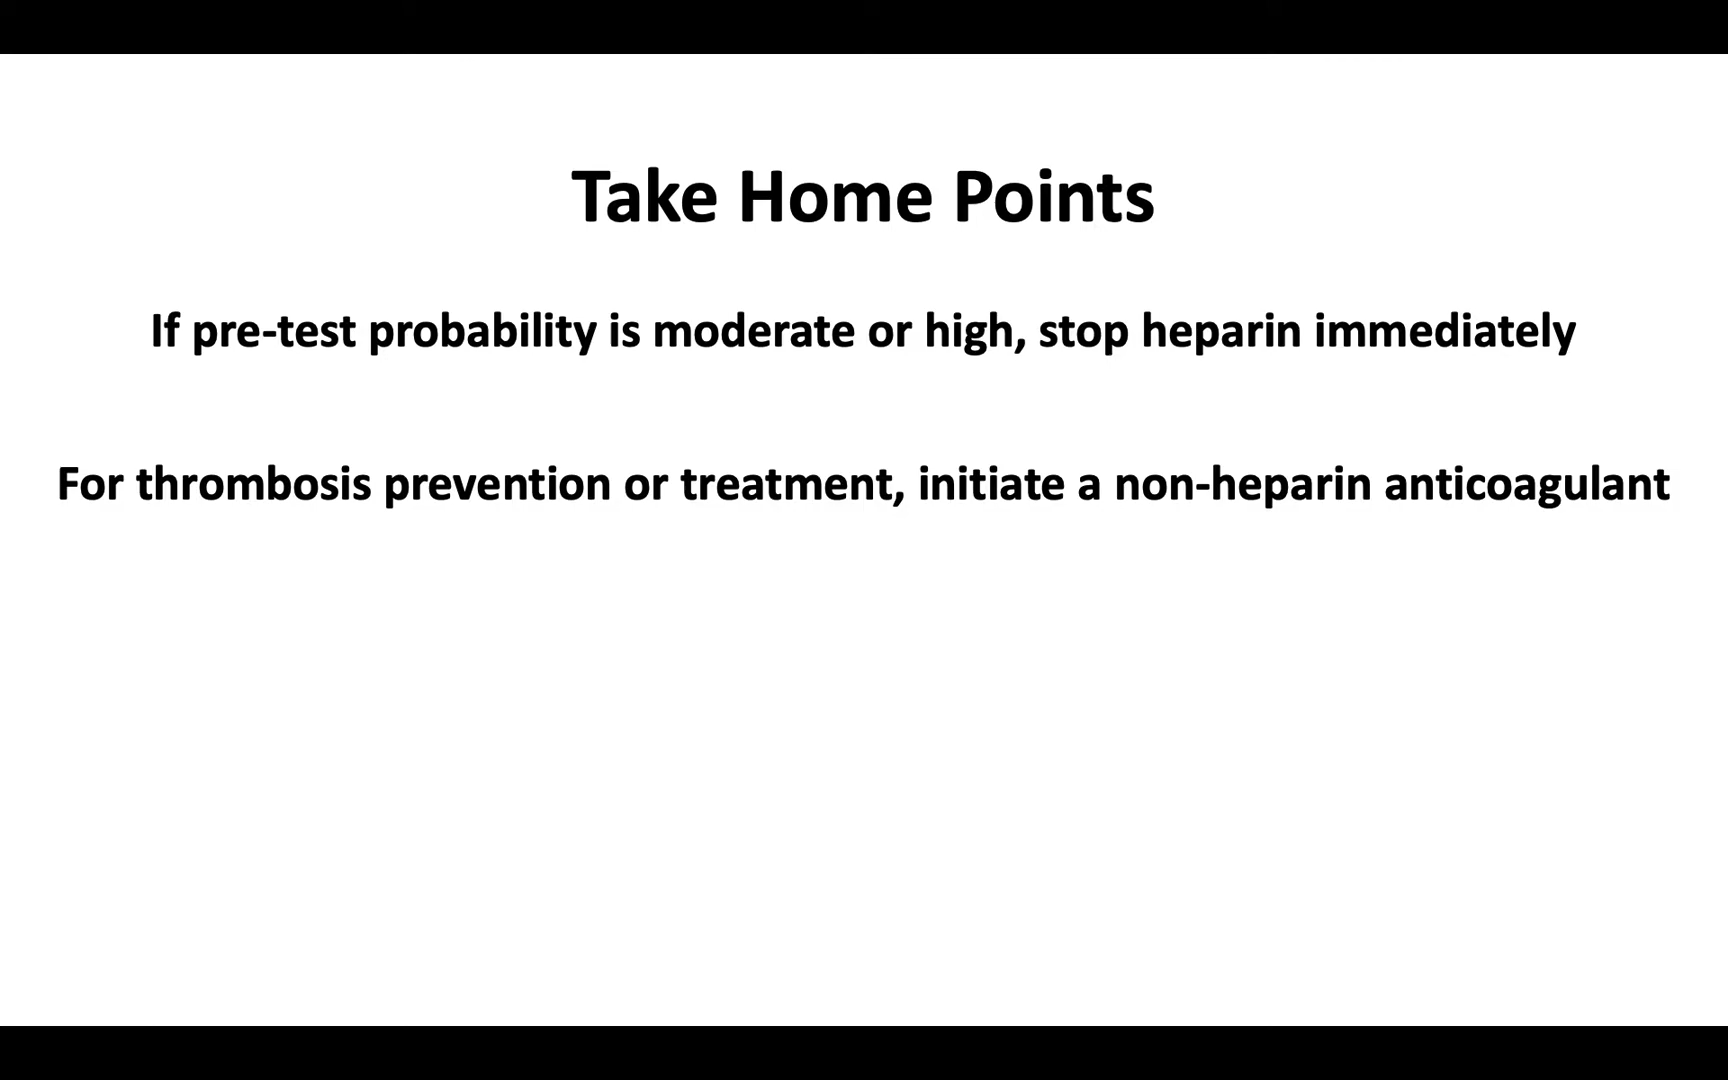 Take Home Points
If pre-test probability is moderate or high, stop heparin immediately
For thrombosis prevention or treatment, initiate a non-heparin anticoagulant